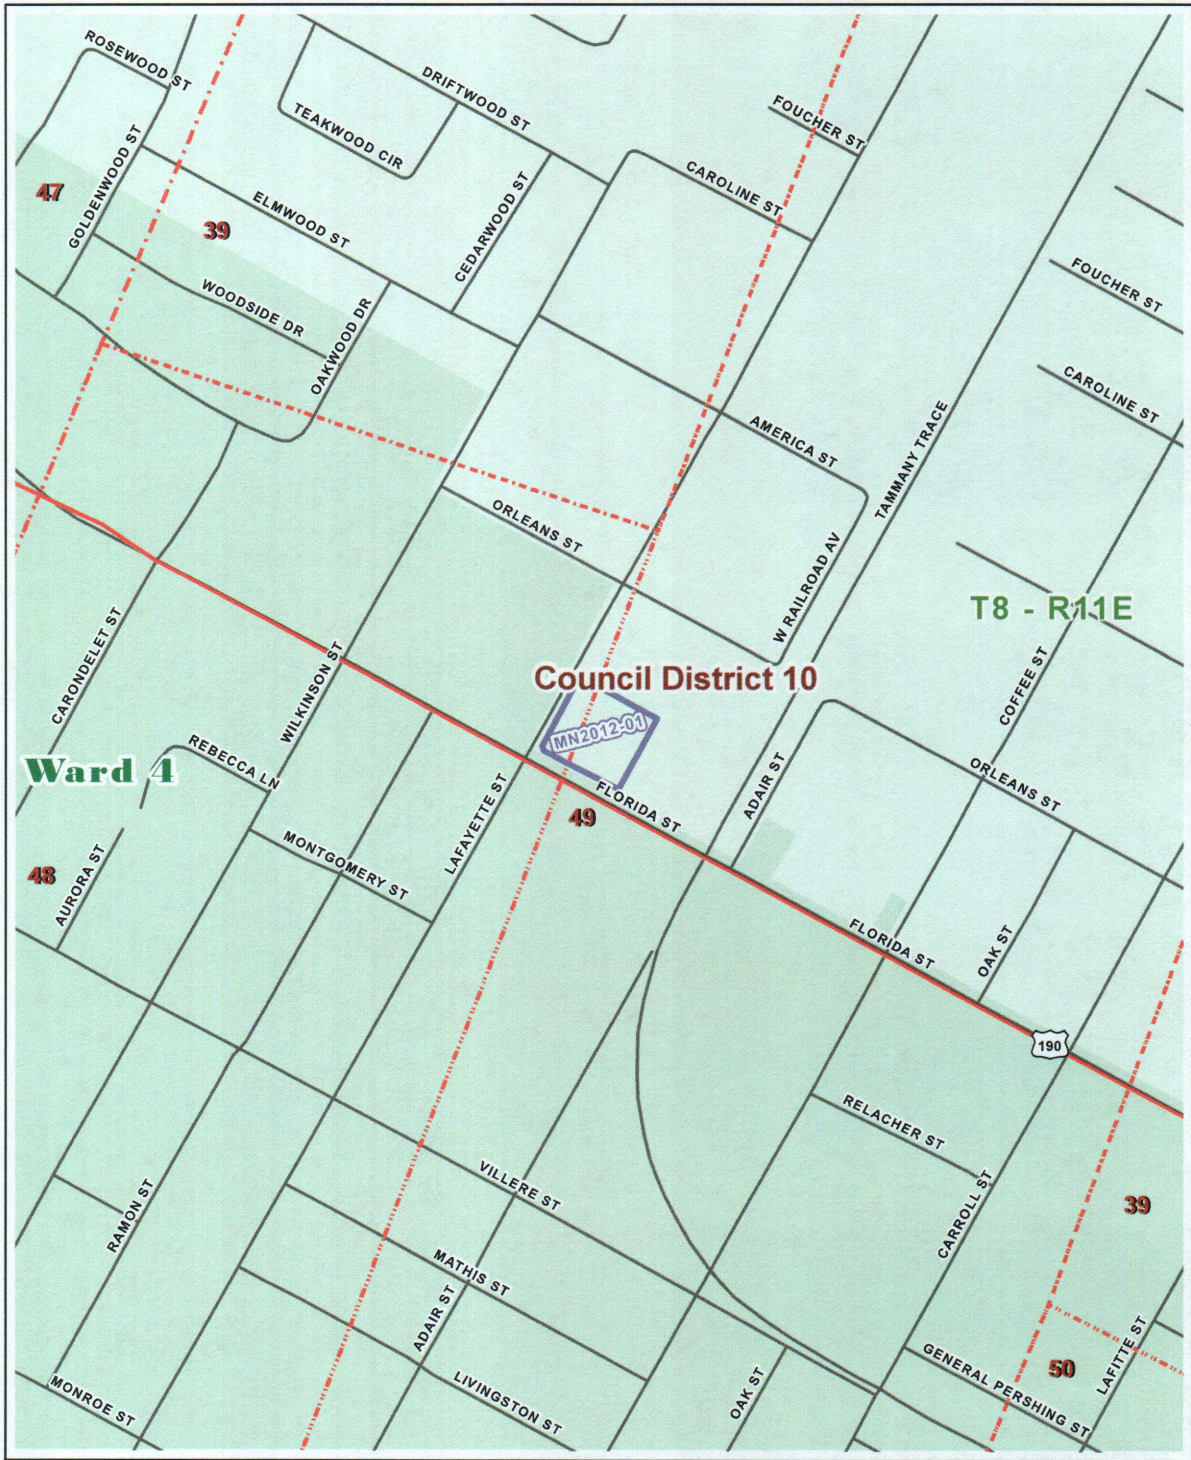 ROSEWOOD ST
DRIFTWOOD ST
FOUCHER ST
TEAKWOOD CIR
GOLDENWOOD ST
CAROLINE ST
47
39
ELMWOOD ST
CEDARWOOD ST
FOUCHER ST
WOODSIDE DR
OAKWOOD DR
CAROLINE ST
AMERICA ST
TAMMANY TRACE
ORLEANS ST
W RAILROAD AV
T8 - R11E
CARONDELET ST
WILKINSON ST
Council District 10
COFFEE ST
MN2012-01
REBECCA LN
Ward 4
ADAIR ST
ORLEANS ST
FLORIDA ST
49
LAFAYETTE ST
MONTGOMERY ST
48
AURORA ST
FLORIDA ST
OAK ST
190
RELACHER ST
VILLERE ST
RAMON ST
CARROLL ST
39
MATHIS ST
ADAIR ST
LAFITTE ST
50
GENERAL PERSHING ST
MONROE ST
LIVINGSTON ST
OAK ST